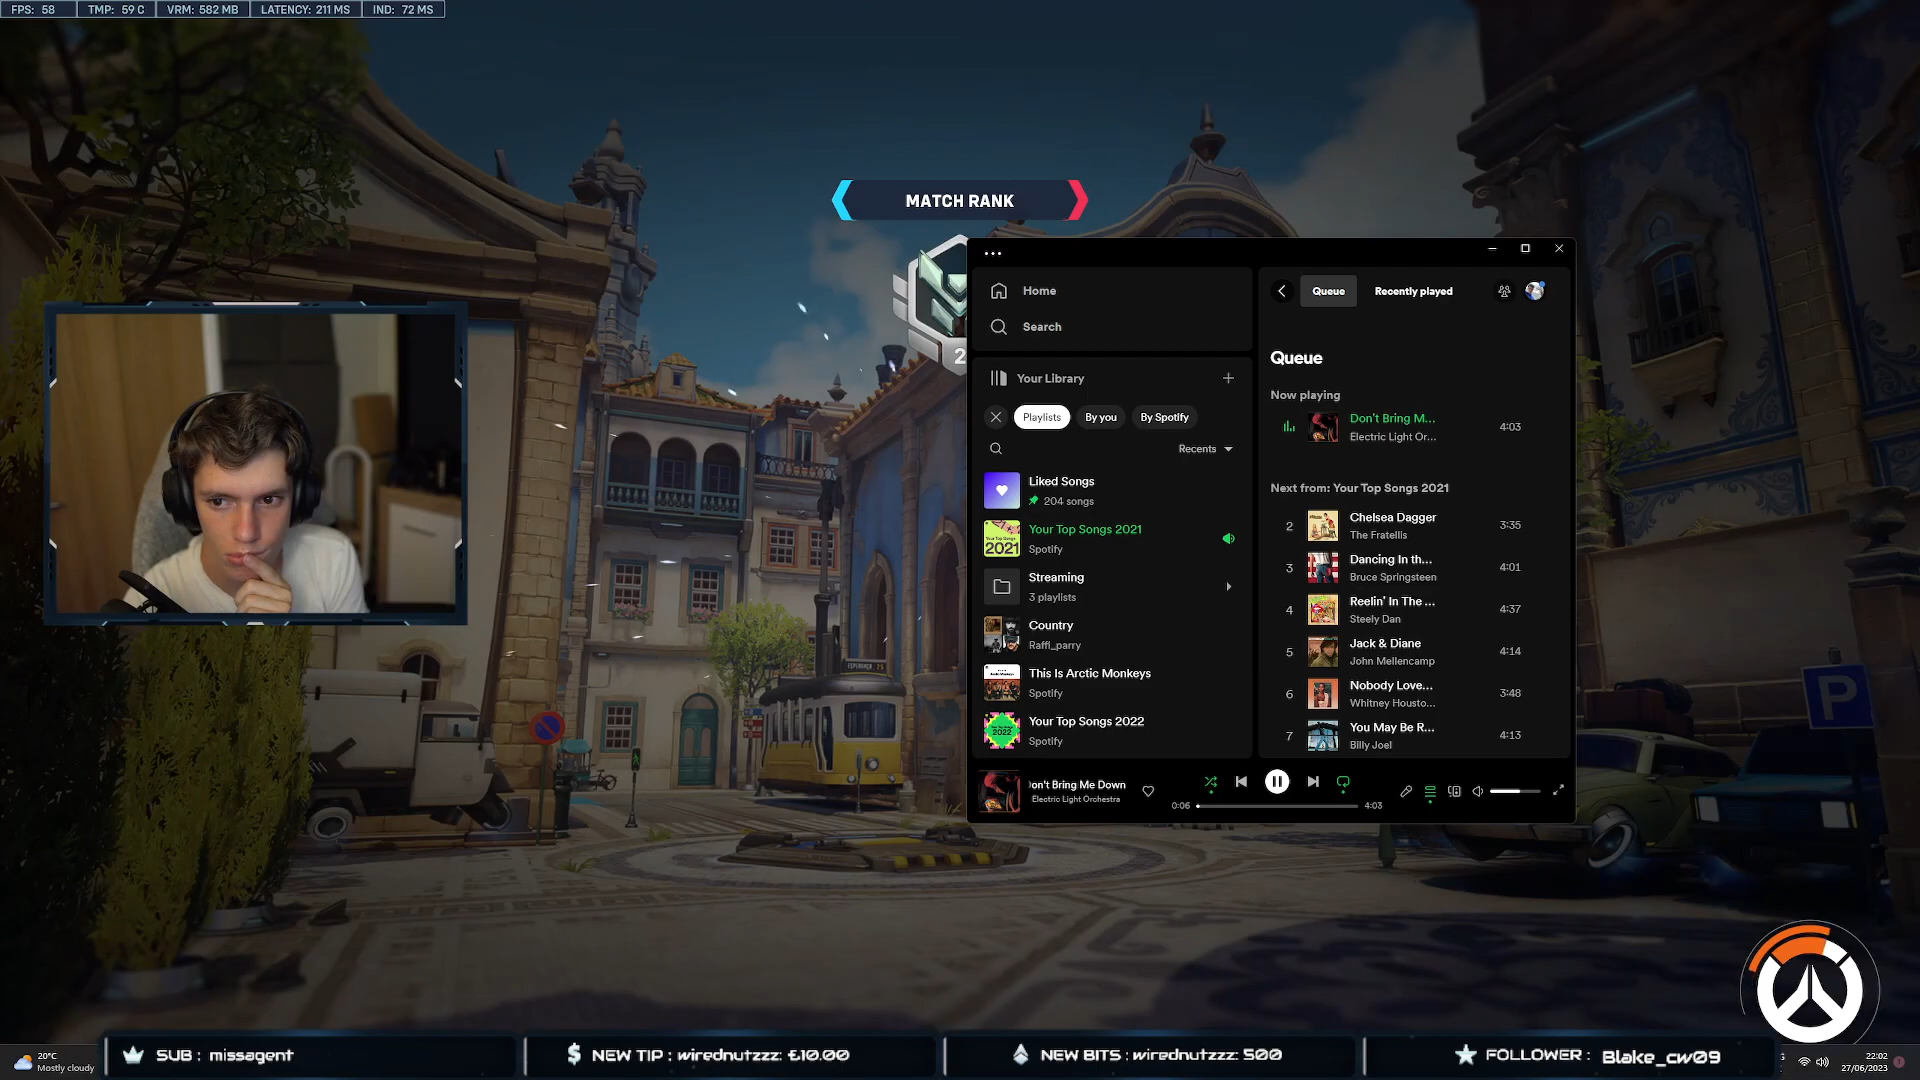 FPS: 58
TMP: 59 C
VRM: 582 MB
LATENCY: 211 MS
IND: 72 MS
MATCH RANK
2
Home
Search
Your Library
Playlists
By you
By Spotify
Recents
Liked Songs
204 songs
Your Top Songs 2021
Spotify
Streaming
3 playlists
Country
Raffl_parry
This Is Arctic Monkeys
Spotify
Your Top Songs 2022
Spotify
Queue
Recently played
Queue
Now playing
Don't Bring M...
Electric Light Or...
4:03
Next from: Your Top Songs 2021
2
Chelsea Dagger
The Fratellis
3:35
3
Dancing In th...
Bruce Springsteen
4:01
4
Reelin' In The ...
Steely Dan
4:37
5
Jack & Diane
John Mellencamp
4:14
6
Nobody Love...
Whitney Housto...
3:48
7
You May Be R...
Billy Joel
4:13
on't Bring Me Down
Electric Light Orchestra
0:06
4:03
P
SUB : missagent
NEW TIP : wirednutzzz: £10.00
NEW BITS : wirednutzzz: 500
FOLLOWER : Blake_cw09
20°C
Mostly cloudy
22:02
27/06/2023